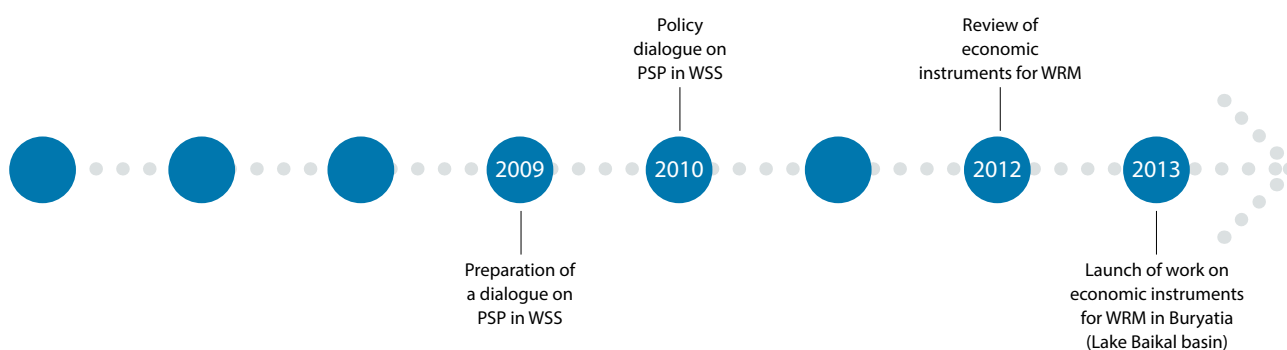 Policy
dialogue on
PSP in WSS
Review of
economic
instruments for WRM
2009
2010
2012
2013
Preparation of
a dialogue on
PSP in WSS
Launch of work on
economic instruments
for WRM in Buryatia
(Lake Baikal basin)